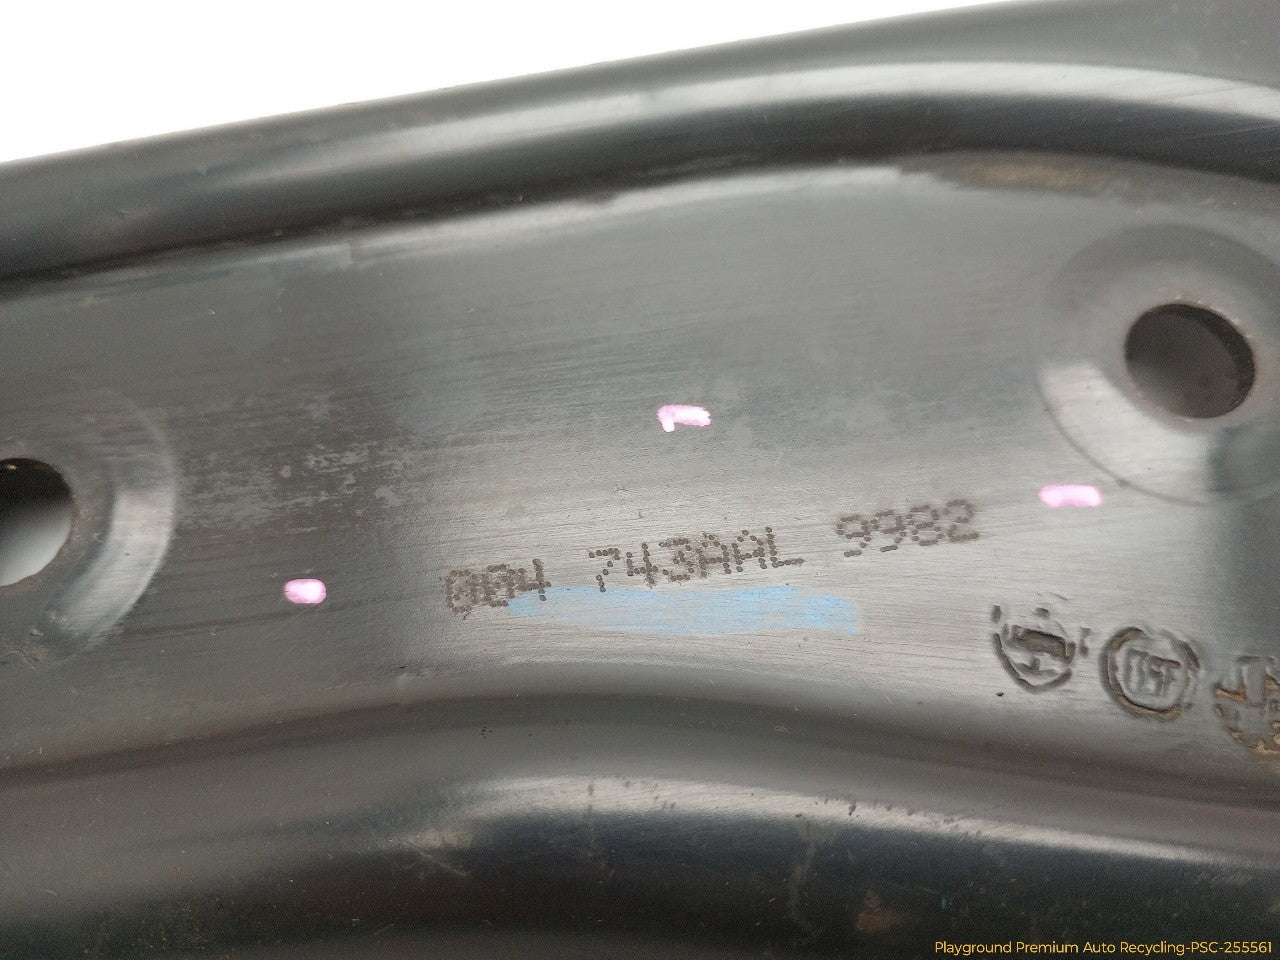 004 743AAL 9982
Playground Premium Auto Recycling-PSC-255561